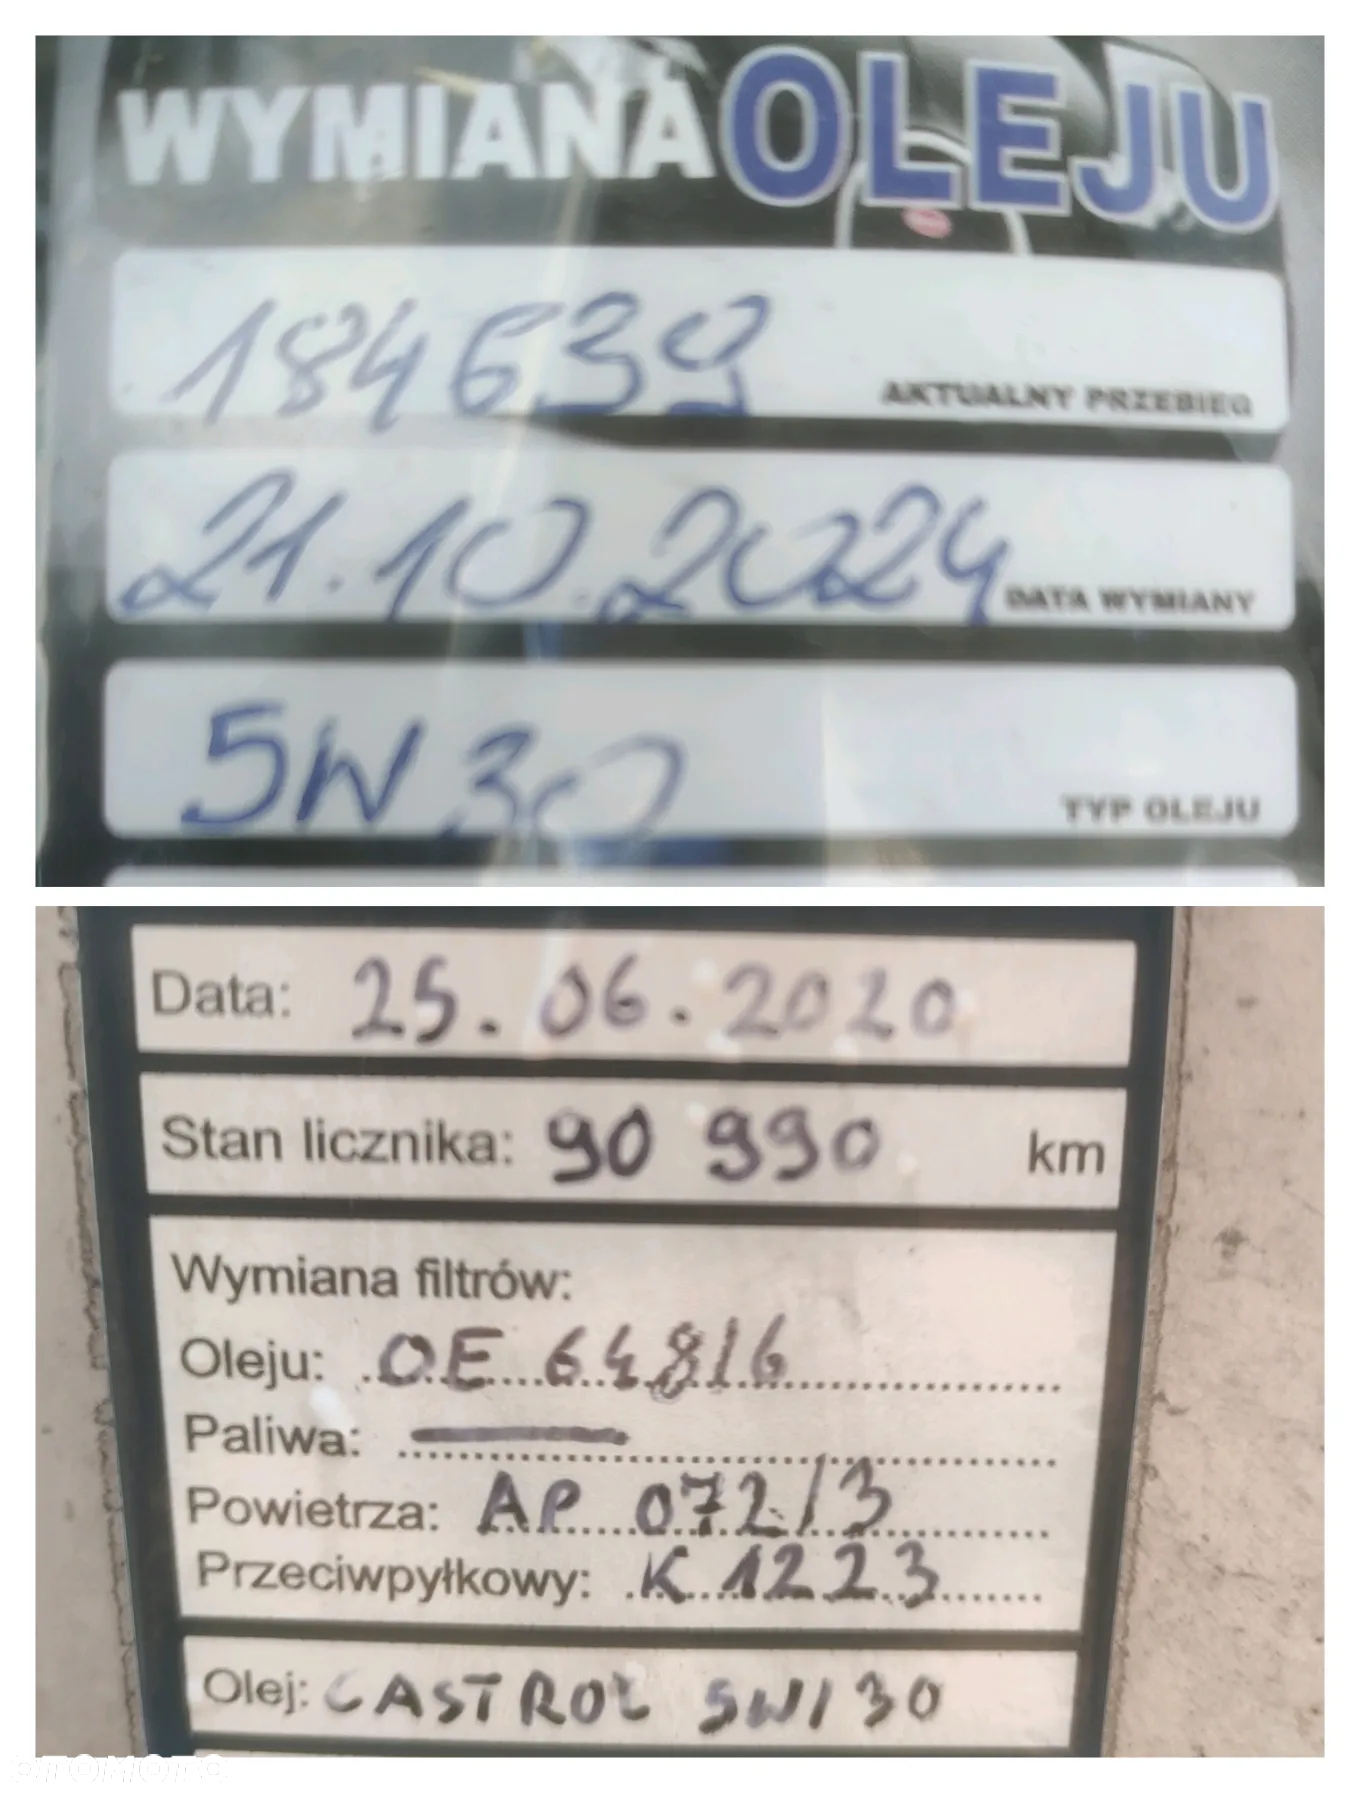 WYMIANA OLEJU
184639
AKTUALNY PRZEBIEG
21.10.2024
DATA WYMIANY
5W30
TYP OLEJU
Data: 25.06.2020
Stan licznika: 90 990 km
Wymiana filtrów:
Oleju: OE 648/6
Paliwa: —
Powietrza: AP 072/3
Przeciwpyłkowy: K 1223
Olej: CASTROL 5W/30
OTOMOTO